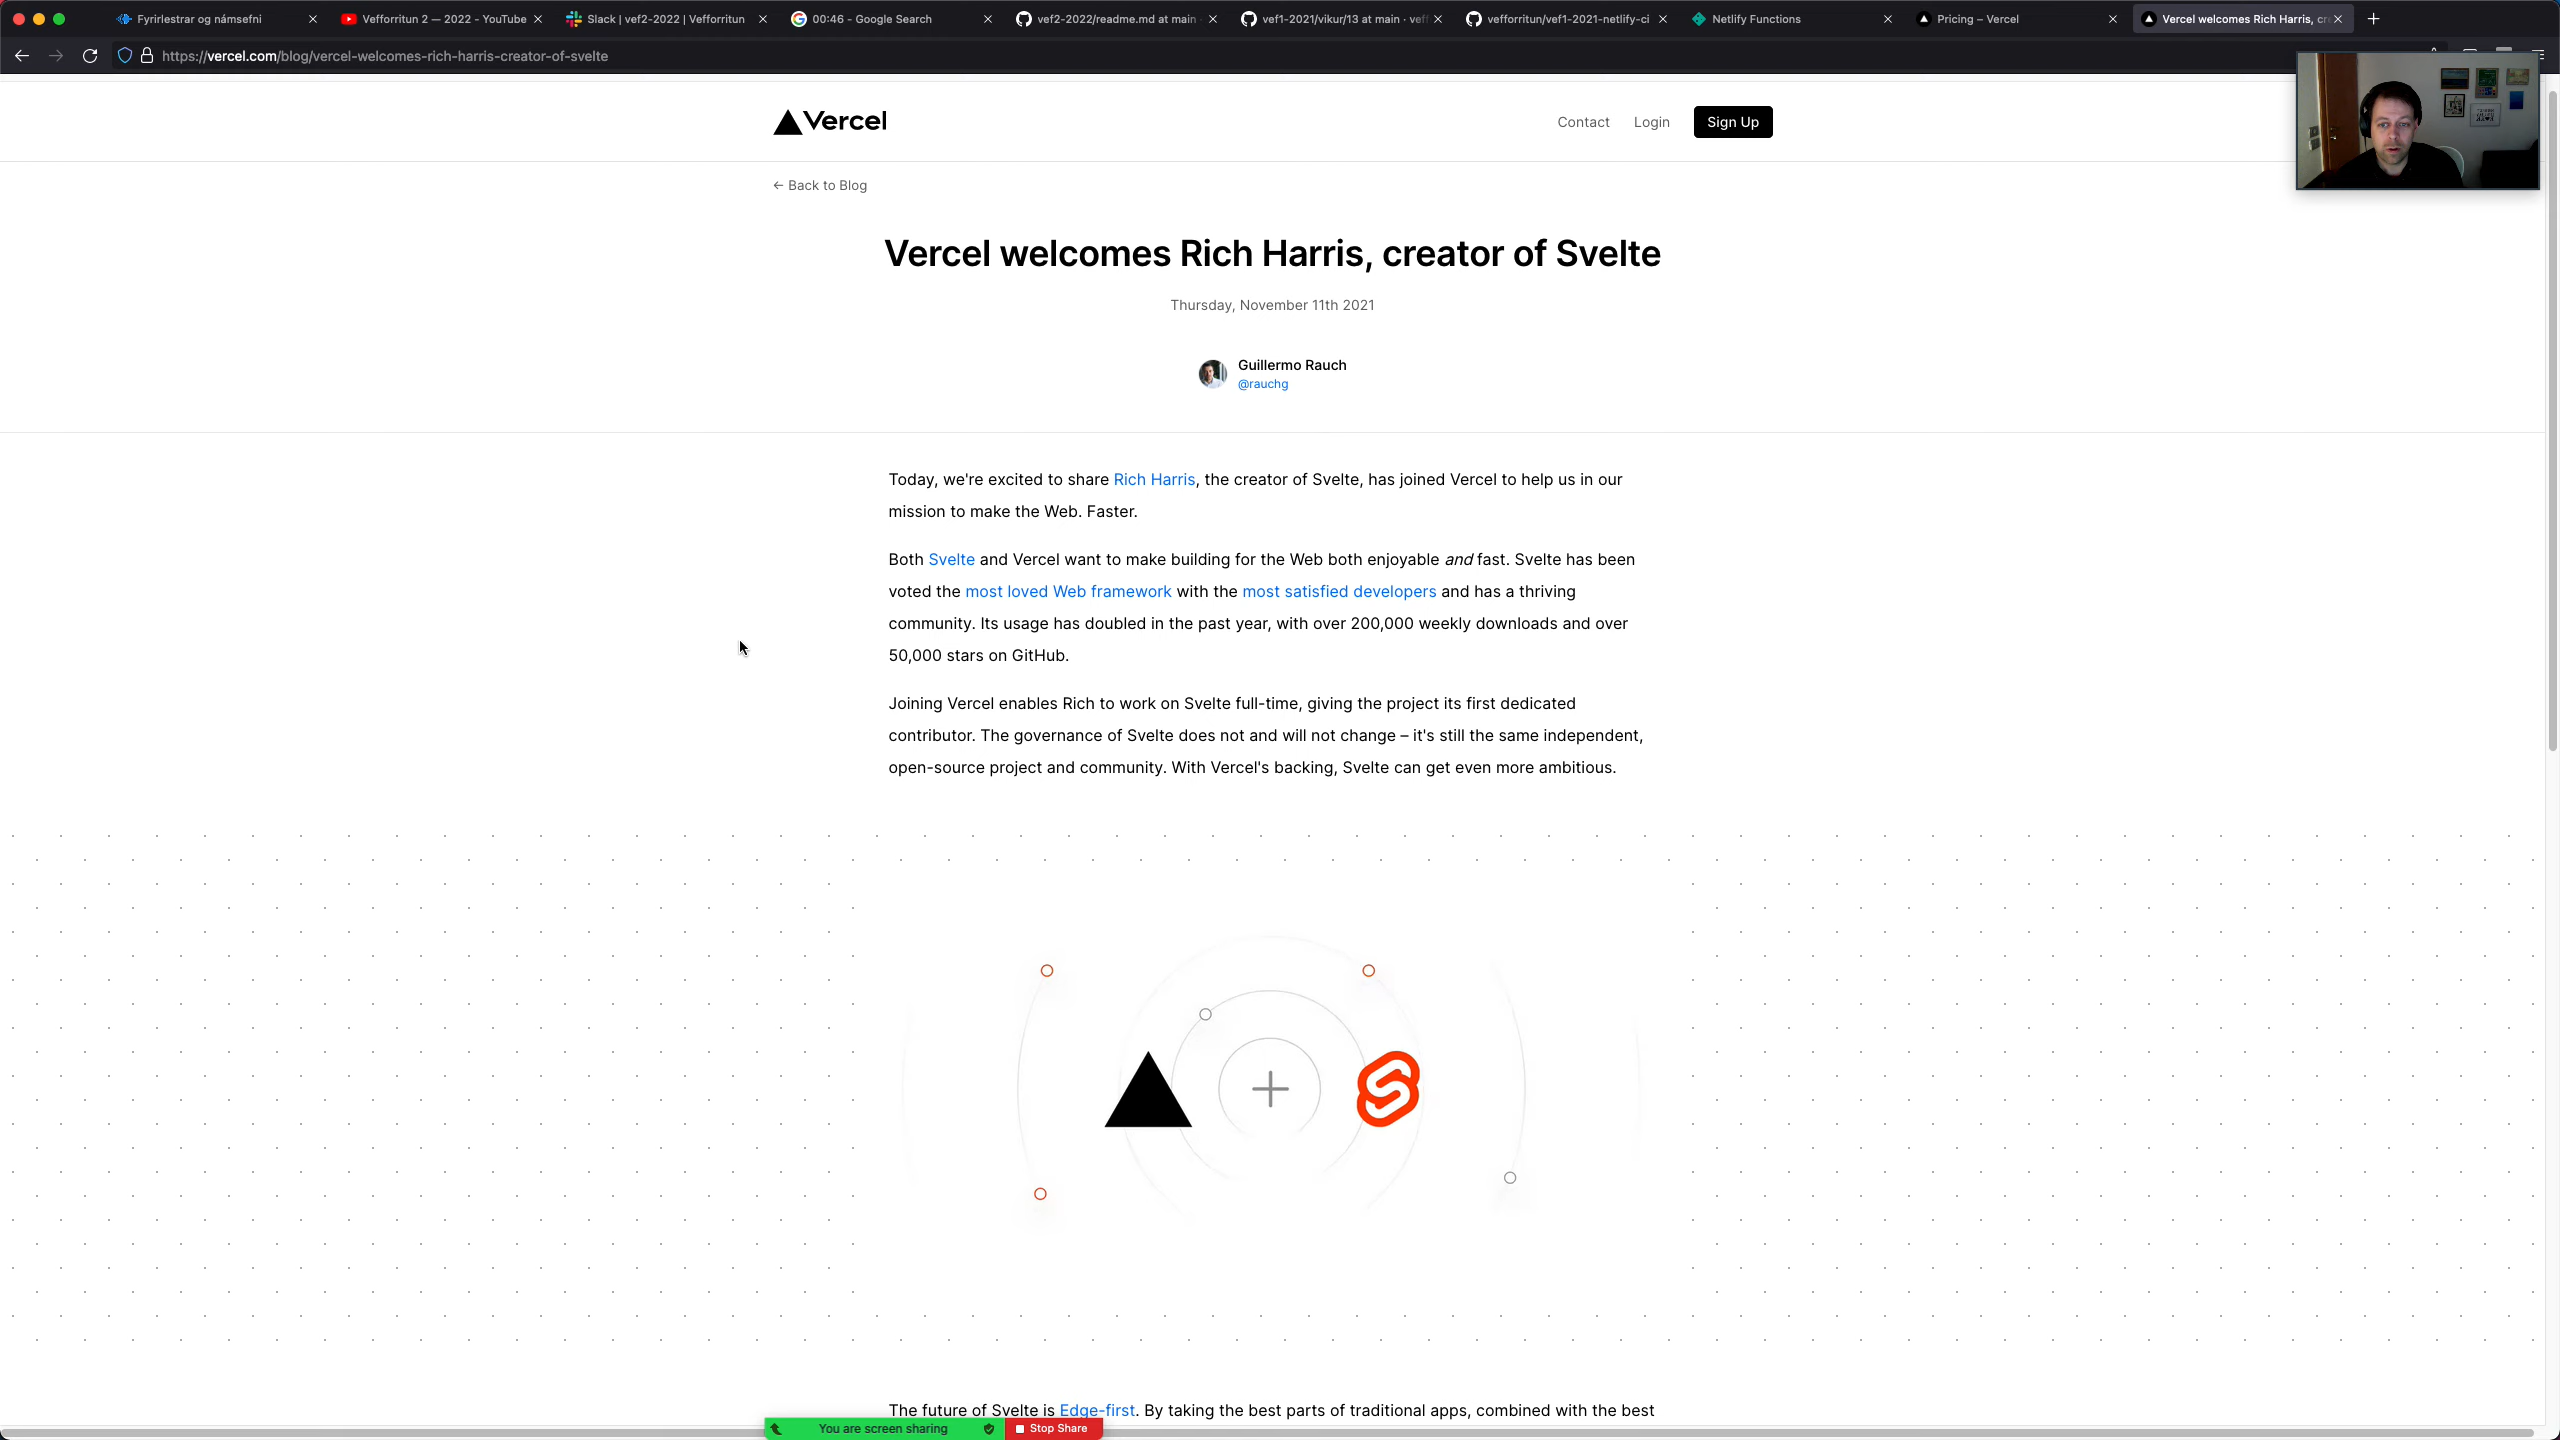 Fyrirlestrar og námsefni
Vefforritun 2 — 2022 - YouTube
Slack | vef2-2022 | Vefforritun
00:46 - Google Search
vef2-2022/readme.md at main
vef1-2021/vikur/13 at main · vef
vefforritun/vef1-2021-netlify-ci
Netlify Functions
Pricing – Vercel
Vercel welcomes Rich Harris, cr
https://vercel.com/blog/vercel-welcomes-rich-harris-creator-of-svelte
Vercel
Contact
Login
Sign Up
← Back to Blog
Vercel welcomes Rich Harris, creator of Svelte
Thursday, November 11th 2021
Guillermo Rauch
@rauchg
Today, we're excited to share Rich Harris, the creator of Svelte, has joined Vercel to help us in our
mission to make the Web. Faster.
Both Svelte and Vercel want to make building for the Web both enjoyable and fast. Svelte has been
voted the most loved Web framework with the most satisfied developers and has a thriving
community. Its usage has doubled in the past year, with over 200,000 weekly downloads and over
50,000 stars on GitHub.
Joining Vercel enables Rich to work on Svelte full-time, giving the project its first dedicated
contributor. The governance of Svelte does not and will not change – it's still the same independent,
open-source project and community. With Vercel's backing, Svelte can get even more ambitious.
The future of Svelte is Edge-first. By taking the best parts of traditional apps, combined with the best
You are screen sharing
Stop Share